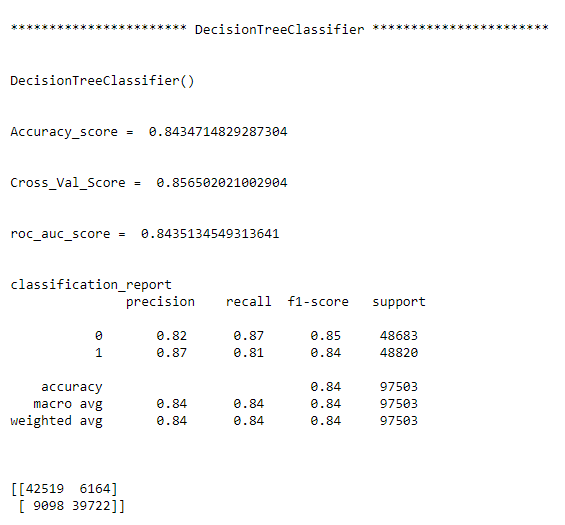 *********************** DecisionTreeClassifier ***********************
DecisionTreeClassifier()
Accuracy_score =  0.8434714829287304
Cross_Val_Score =  0.856502021002904
roc_auc_score =  0.8435134549313641
classification_report
               precision    recall  f1-score   support
           0       0.82      0.87      0.85     48683
           1       0.87      0.81      0.84     48820
    accuracy                           0.84     97503
   macro avg       0.84      0.84      0.84     97503
weighted avg       0.84      0.84      0.84     97503
[[42519  6164]
 [ 9098 39722]]